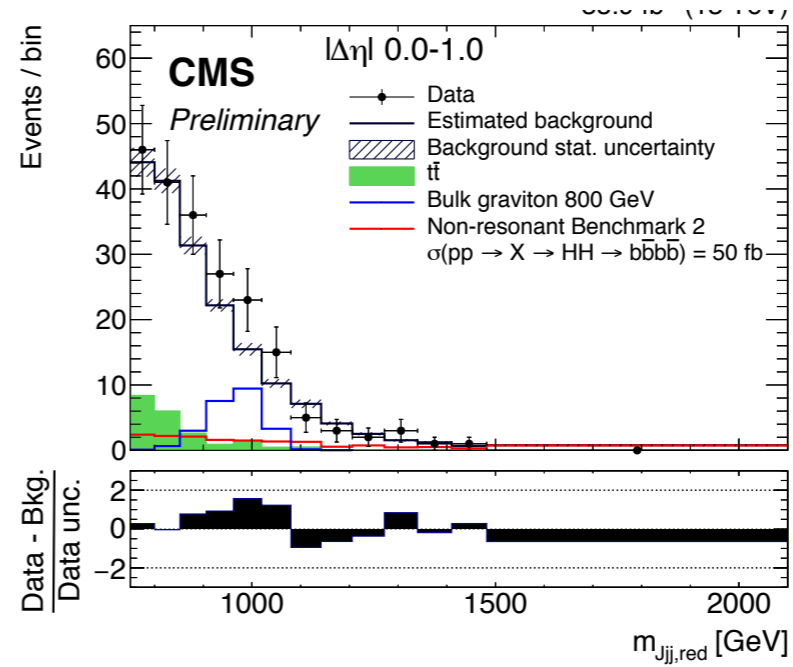 |Δη| 0.0-1.0
CMS
Preliminary
Data
Estimated background
Background stat. uncertainty
tt̄
Bulk graviton 800 GeV
Non-resonant Benchmark 2
σ(pp → X → HH → bb̄bb̄) = 50 fb
Events / bin
60
50
40
30
20
10
0
Data - Bkg.
Data unc.
2
0
−2
1000
1500
2000
m_Jjj,red [GeV]